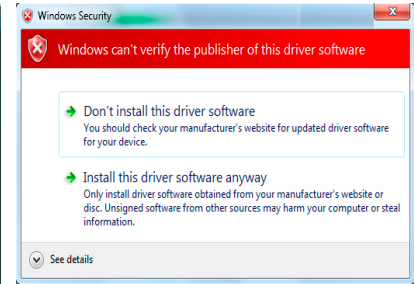 Windows Security
x
Windows can't verify the publisher of this driver software
Don't install this driver software
You should check your manufacturer's website for updated driver software
for your device.
Install this driver software anyway
Only install driver software obtained from your manufacturer's website or
disc. Unsigned software from other sources may harm your computer or steal
information.
See details